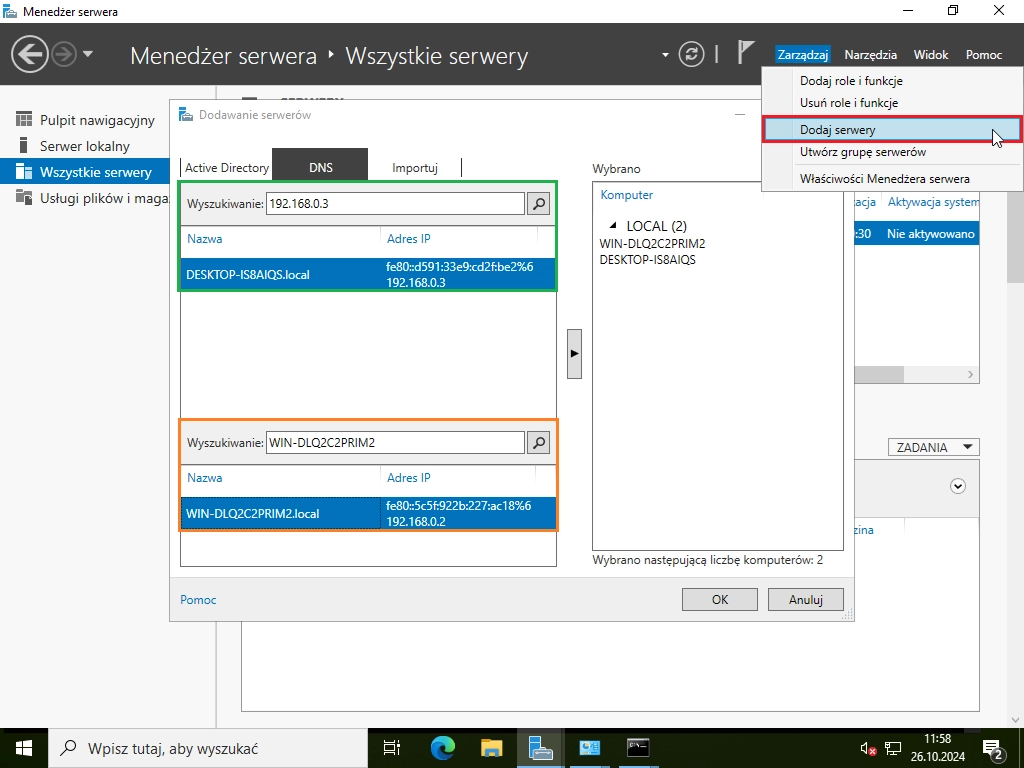 Menedżer serwera
Menedżer serwera ‣ Wszystkie serwery
Zarządzaj Narzędzia Widok Pomoc
Dodaj role i funkcje
Usuń role i funkcje
Dodaj serwery
Utwórz grupę serwerów
Właściwości Menedżera serwera
Pulpit nawigacyjny
Serwer lokalny
Wszystkie serwery
Usługi plików i maga
Dodawanie serwerów
Active Directory DNS Importuj
Wyszukiwanie: 192.168.0.3
Nazwa Adres IP
DESKTOP-IS8AIQS.local fe80::d591:33e9:cd2f:be2%6
192.168.0.3
Wyszukiwanie: WIN-DLQ2C2PRIM2
Nazwa Adres IP
WIN-DLQ2C2PRIM2.local fe80::5c5f:922b:227:ac18%6
192.168.0.2
Wybrano
Komputer
LOCAL (2)
WIN-DLQ2C2PRIM2
DESKTOP-IS8AIQS
Wybrano następującą liczbę komputerów: 2
Pomoc OK Anuluj
acja Aktywacja system
:30 Nie aktywowano
ZADANIA
zina
Wpisz tutaj, aby wyszukać
11:58
26.10.2024
2